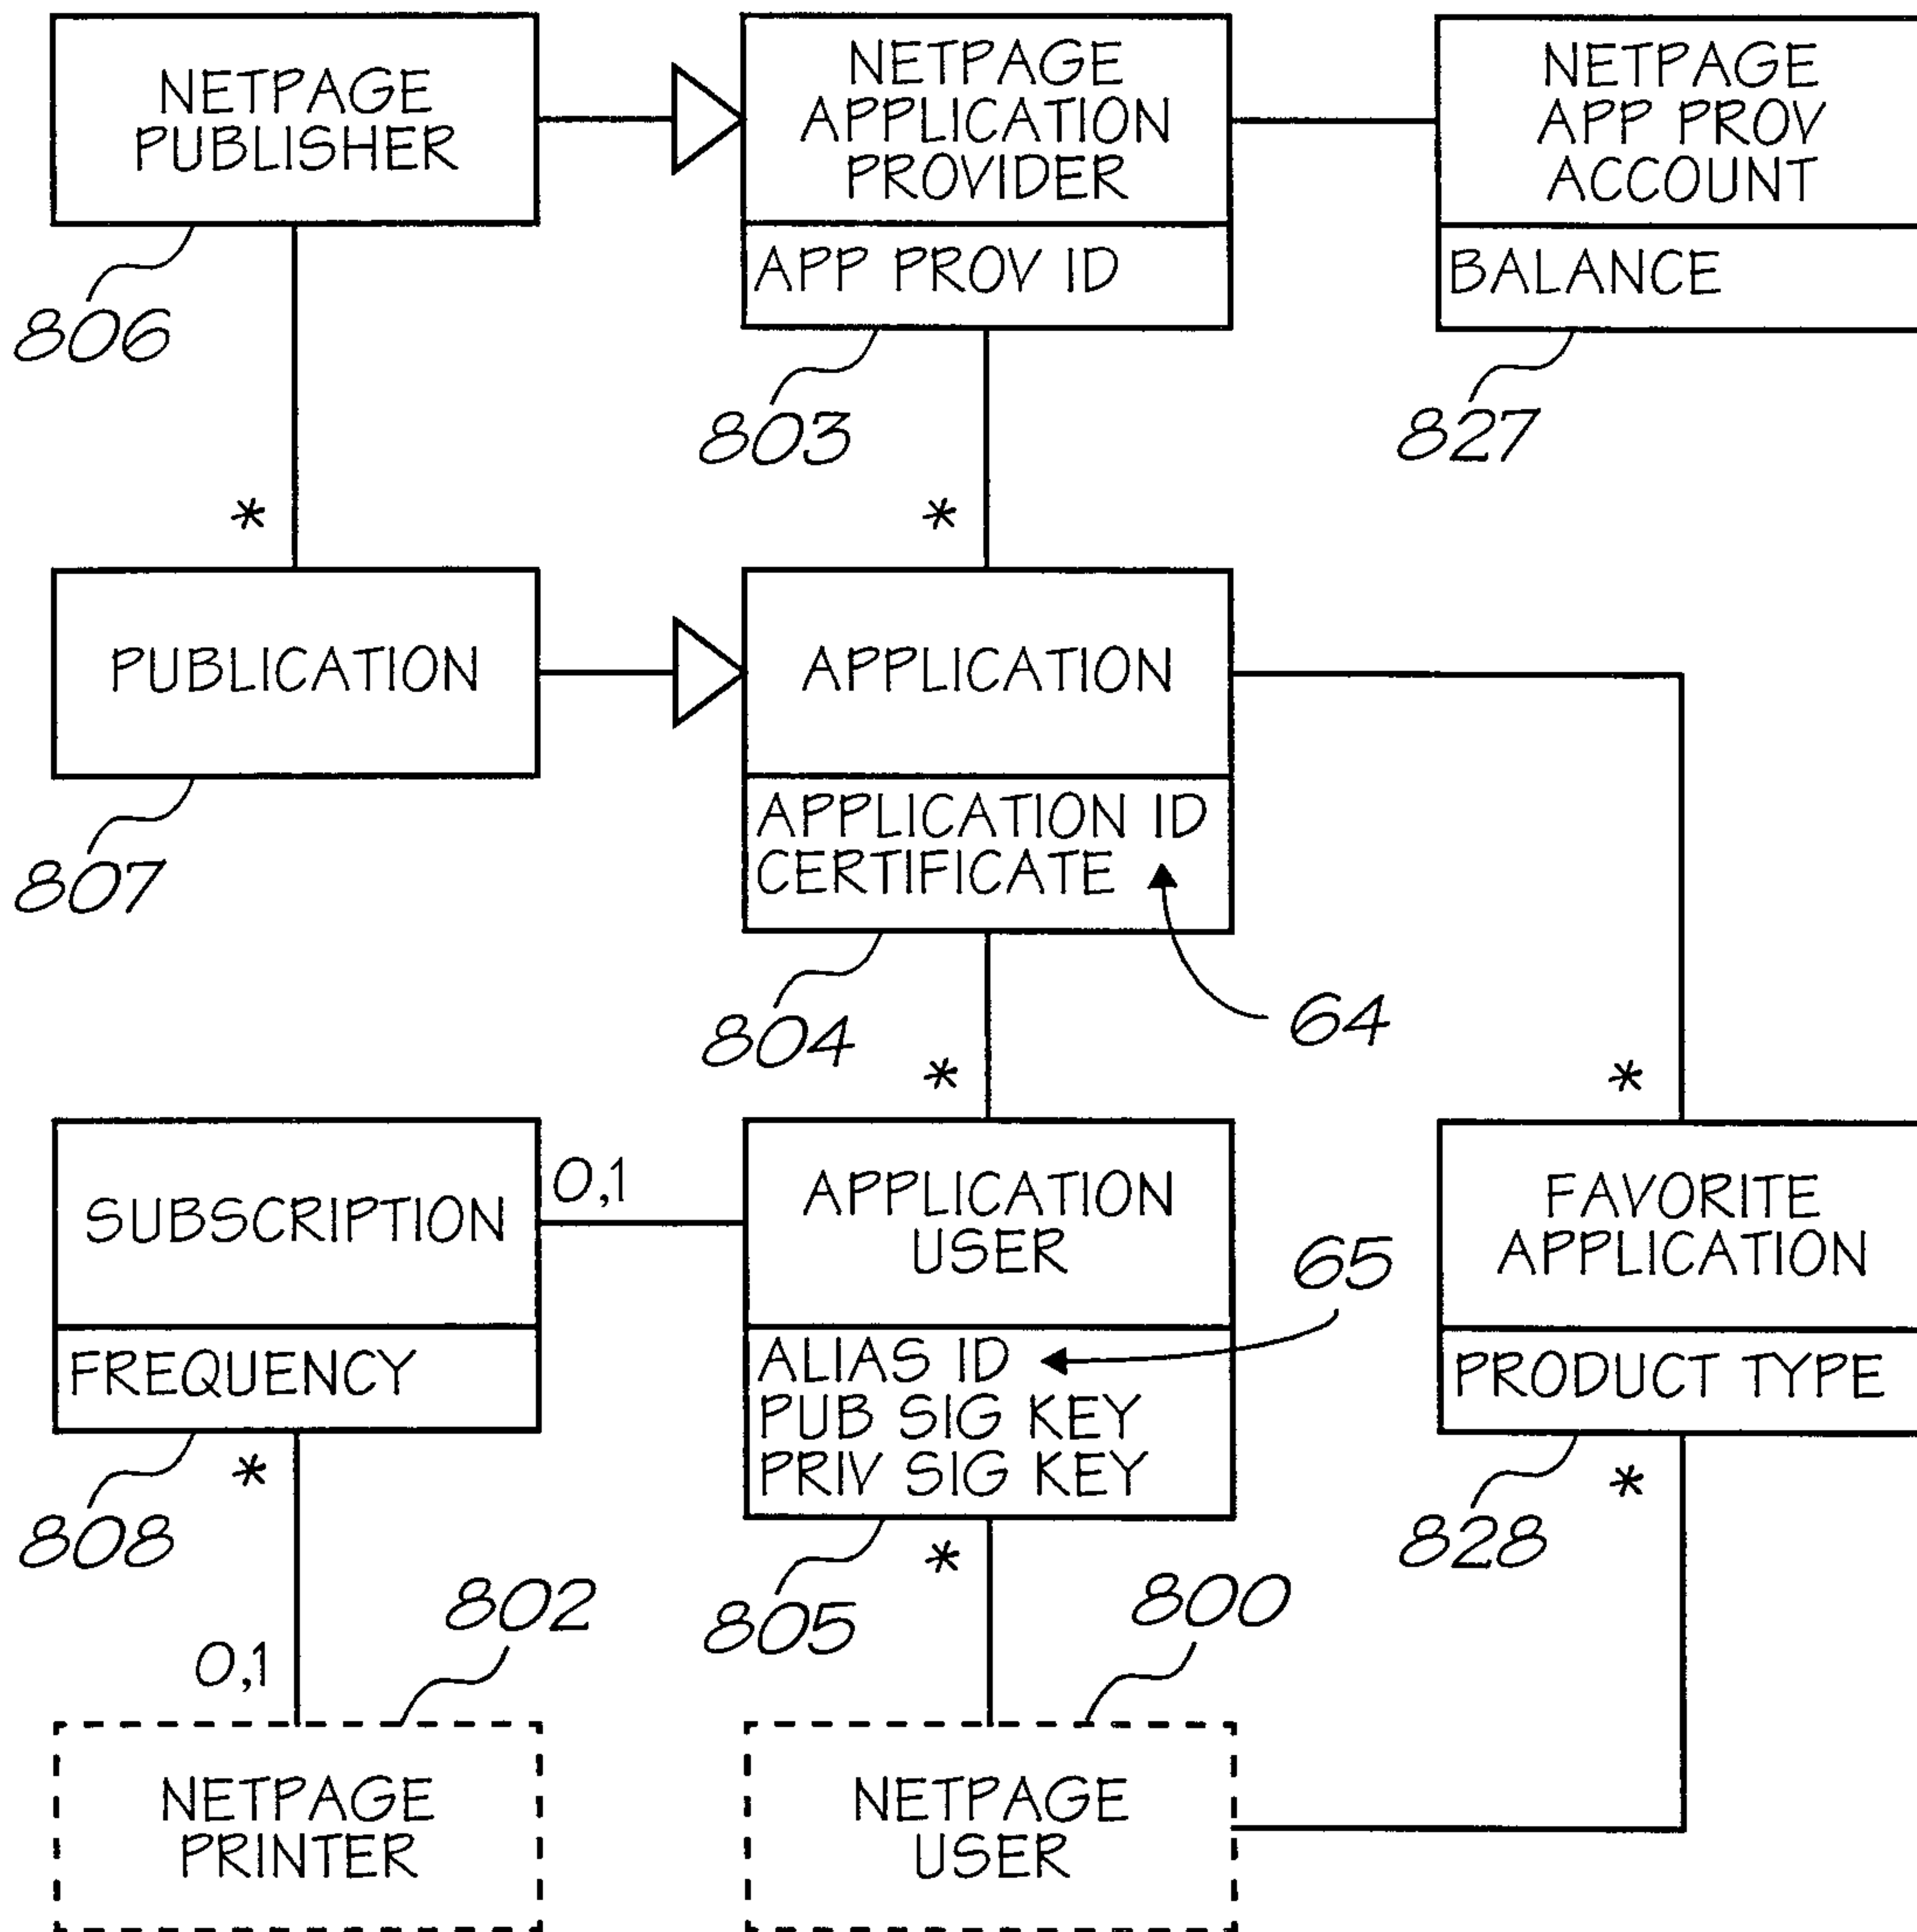 NETPAGE
PUBLISHER
NETPAGE
APPLICATION
PROVIDER
APP PROV ID
NETPAGE
APP PROV
ACCOUNT
BALANCE
806
803
827
*
*
PUBLICATION
APPLICATION
APPLICATION ID
CERTIFICATE
807
804
64
*
*
SUBSCRIPTION
FREQUENCY
0,1
APPLICATION
USER
ALIAS ID
PUB SIG KEY
PRIV SIG KEY
65
FAVORITE
APPLICATION
PRODUCT TYPE
808
*
805
*
828
*
802
800
0,1
NETPAGE
PRINTER
NETPAGE
USER